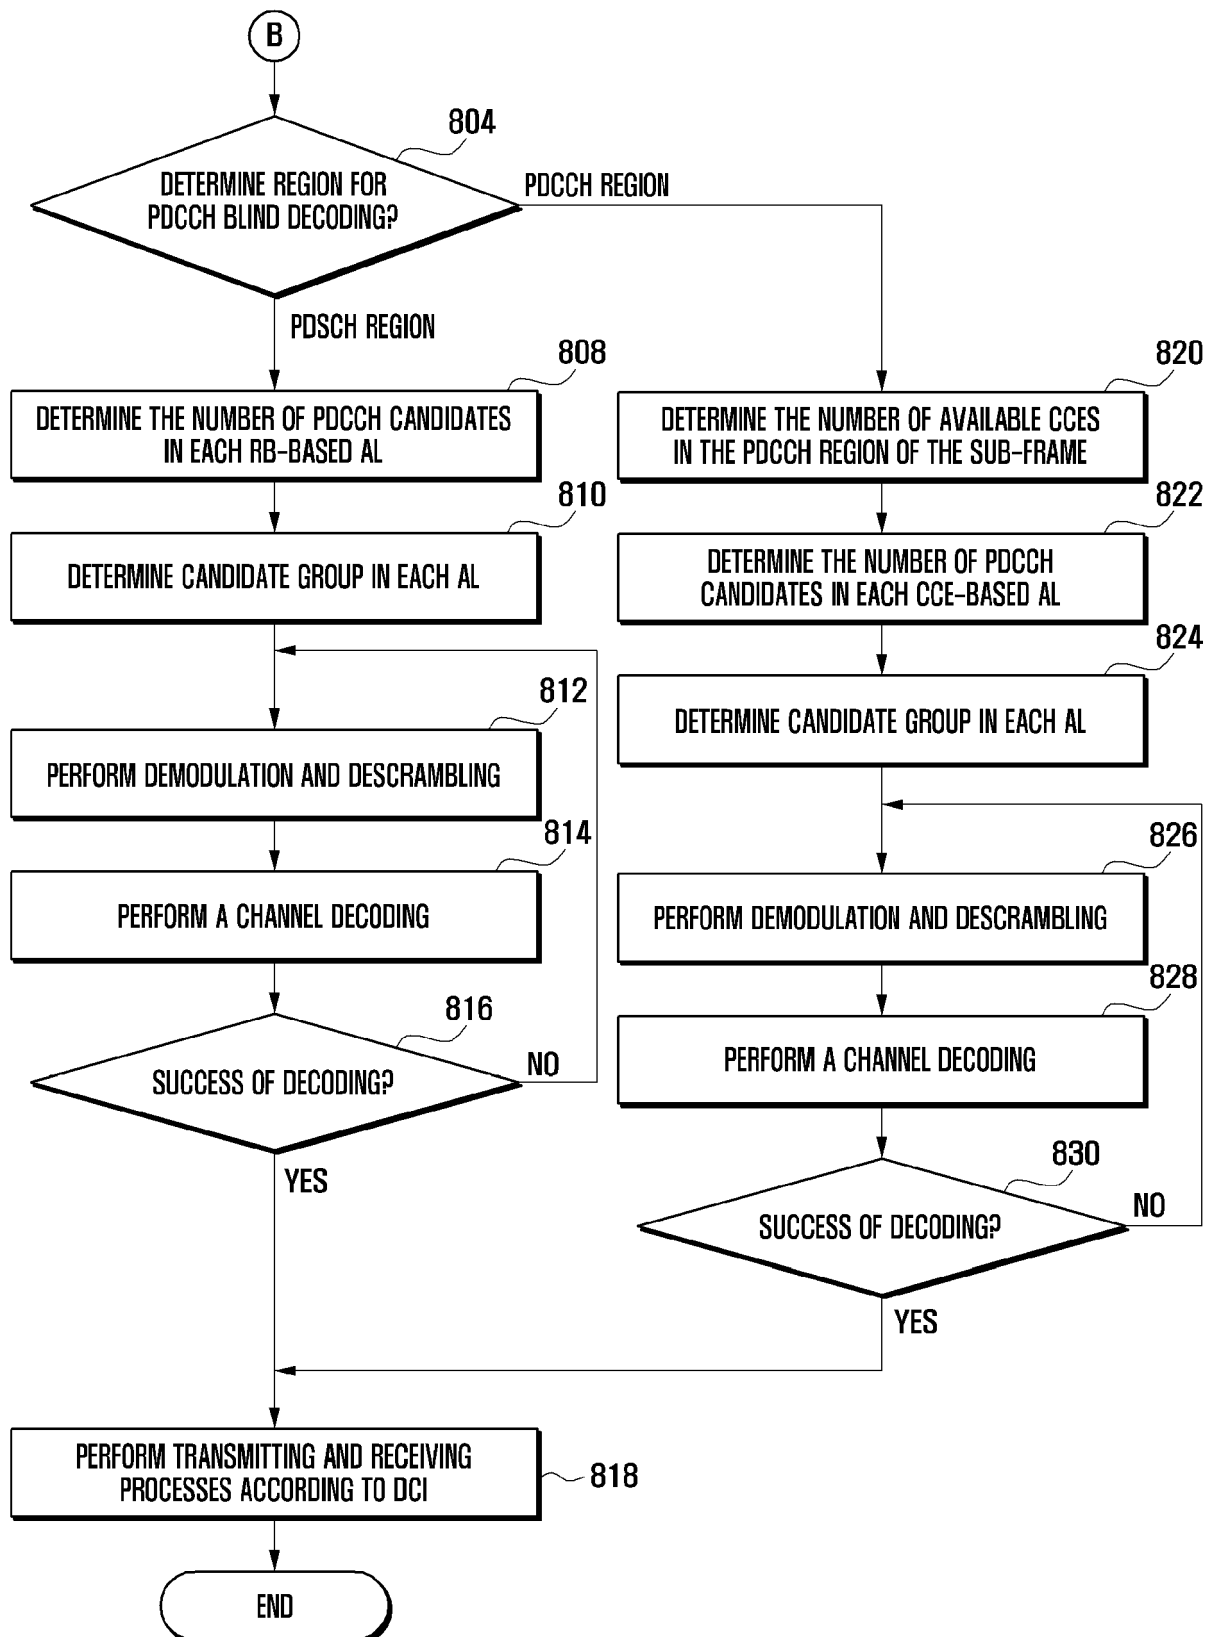 B
804
DETERMINE REGION FOR
PDCCH BLIND DECODING?
PDCCH REGION
PDSCH REGION
808
DETERMINE THE NUMBER OF PDCCH CANDIDATES
IN EACH RB-BASED AL
810
DETERMINE CANDIDATE GROUP IN EACH AL
812
PERFORM DEMODULATION AND DESCRAMBLING
814
PERFORM A CHANNEL DECODING
816
SUCCESS OF DECODING?
NO
YES
820
DETERMINE THE NUMBER OF AVAILABLE CCES
IN THE PDCCH REGION OF THE SUB-FRAME
822
DETERMINE THE NUMBER OF PDCCH
CANDIDATES IN EACH CCE-BASED AL
824
DETERMINE CANDIDATE GROUP IN EACH AL
826
PERFORM DEMODULATION AND DESCRAMBLING
828
PERFORM A CHANNEL DECODING
830
SUCCESS OF DECODING?
NO
YES
PERFORM TRANSMITTING AND RECEIVING
PROCESSES ACCORDING TO DCI
818
END